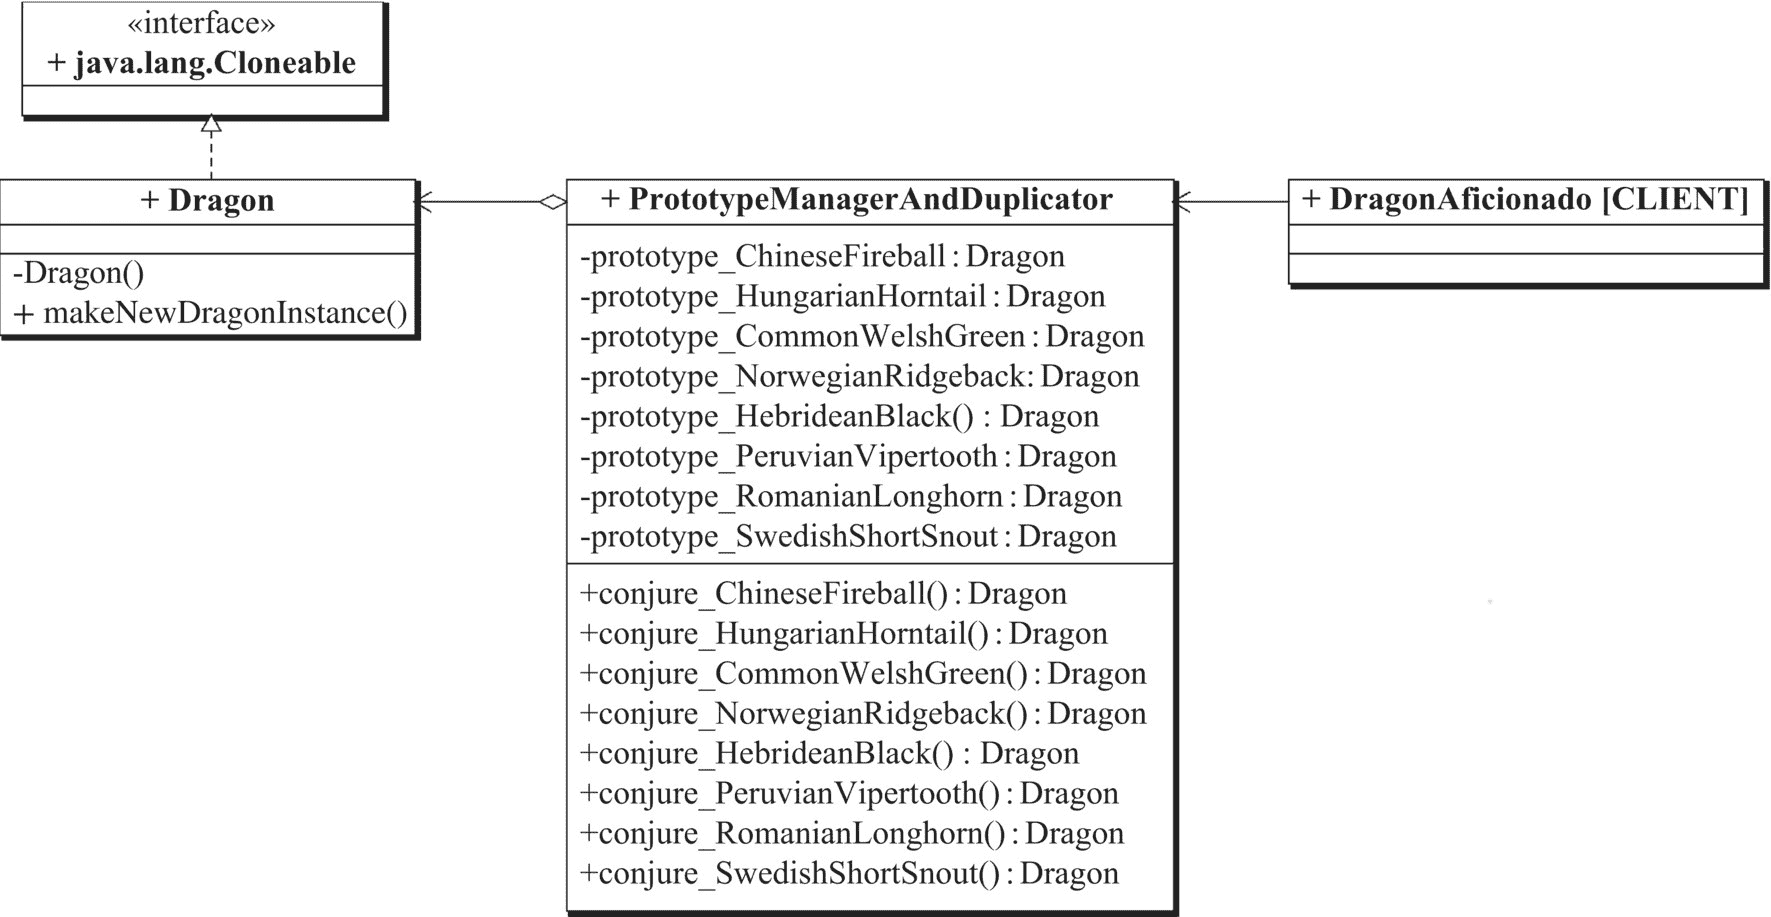 «interface»
+ java.lang.Cloneable
+ Dragon
-Dragon()
+ makeNewDragonInstance()
+ PrototypeManagerAndDuplicator
-prototype_ChineseFireball : Dragon
-prototype_HungarianHorntail : Dragon
-prototype_CommonWelshGreen : Dragon
-prototype_NorwegianRidgeback: Dragon
-prototype_HebrideanBlack() : Dragon
-prototype_PeruvianVipertooth : Dragon
-prototype_RomanianLonghorn : Dragon
-prototype_SwedishShortSnout : Dragon
+conjure_ChineseFireball() : Dragon
+conjure_HungarianHorntail() : Dragon
+conjure_CommonWelshGreen() : Dragon
+conjure_NorwegianRidgeback() : Dragon
+conjure_HebrideanBlack() : Dragon
+conjure_PeruvianVipertooth() : Dragon
+conjure_RomanianLonghorn() : Dragon
+conjure_SwedishShortSnout() : Dragon
+ DragonAficionado [CLIENT]